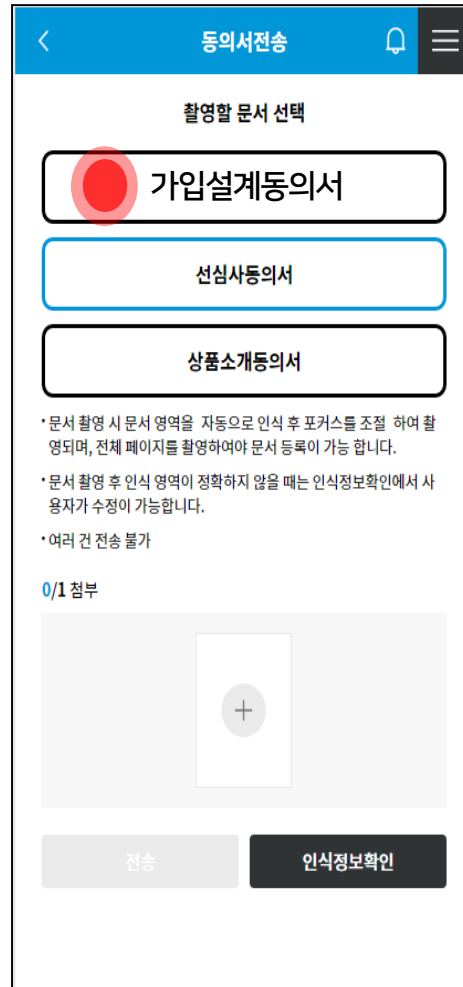 동의서전송
촬영할 문서 선택
가입설계동의서
선심사동의서
상품소개동의서
• 문서 촬영 시 문서 영역을 자동으로 인식 후 포커스를 조절 하여 촬
영되며, 전체 페이지를 촬영하여야 문서 등록이 가능 합니다.
• 문서 촬영 후 인식 영역이 정확하지 않을 때는 인식정보확인에서 사
용자가 수정이 가능합니다.
• 여러 건 전송 불가
0/1 첨부
전송
인식정보확인